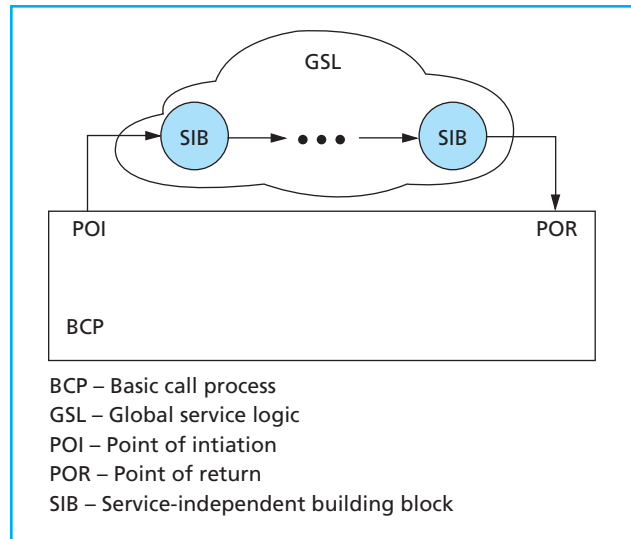 GSL
SIB
SIB
POI
POR
BCP
BCP – Basic call process
GSL – Global service logic
POI – Point of intiation
POR – Point of return
SIB – Service-independent building block